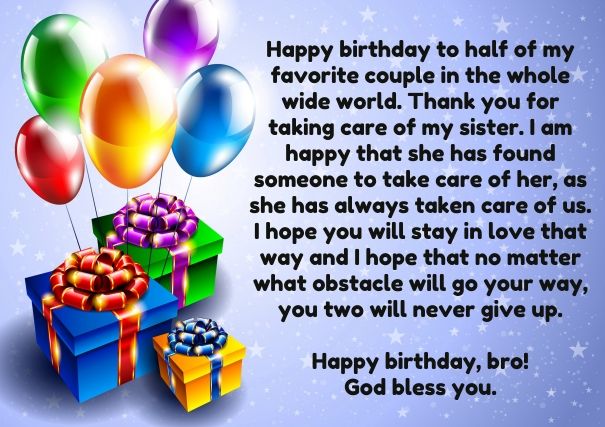 Happy birthday to half of my
favorite couple in the whole
wide world. Thank you for
taking care of my sister. I am
happy that she has found
someone to take care of her, as
she has always taken care of us.
I hope you will stay in love that
way and I hope that no matter
what obstacle will go your way,
you two will never give up.
Happy birthday, bro!
God bless you.